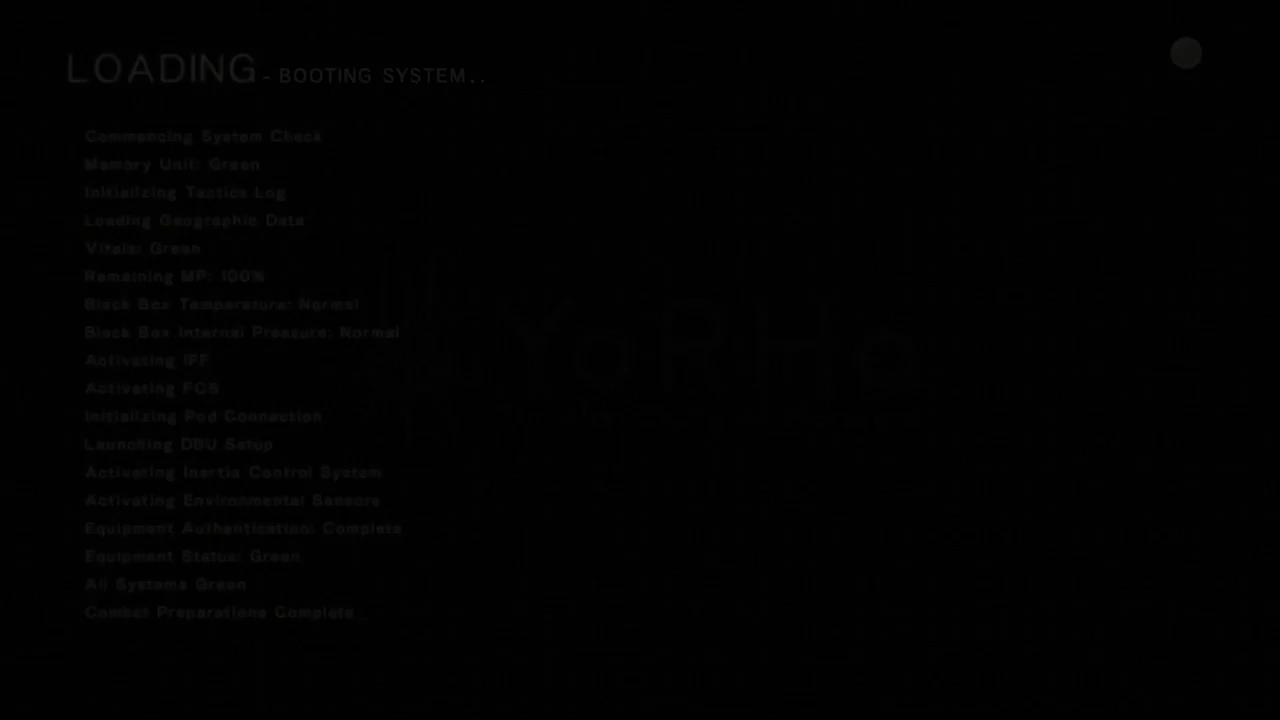 LOADING - BOOTING SYSTEM..
Commencing System Check
Memory Unit: Green
Initializing Tactics Log
Loading Geographic Data
Vitals: Green
Remaining MP: 100%
Black Box Temperature: Normal
Black Box Internal Pressure: Normal
Activating IFF
Activating FCS
Initializing Pod Connection
Launching DBU Setup
Activating Inertia Control System
Activating Environmental Sensors
Equipment Authentication: Complete
Equipment Status: Green
All Systems Green
Combat Preparations Complete
YoRHa